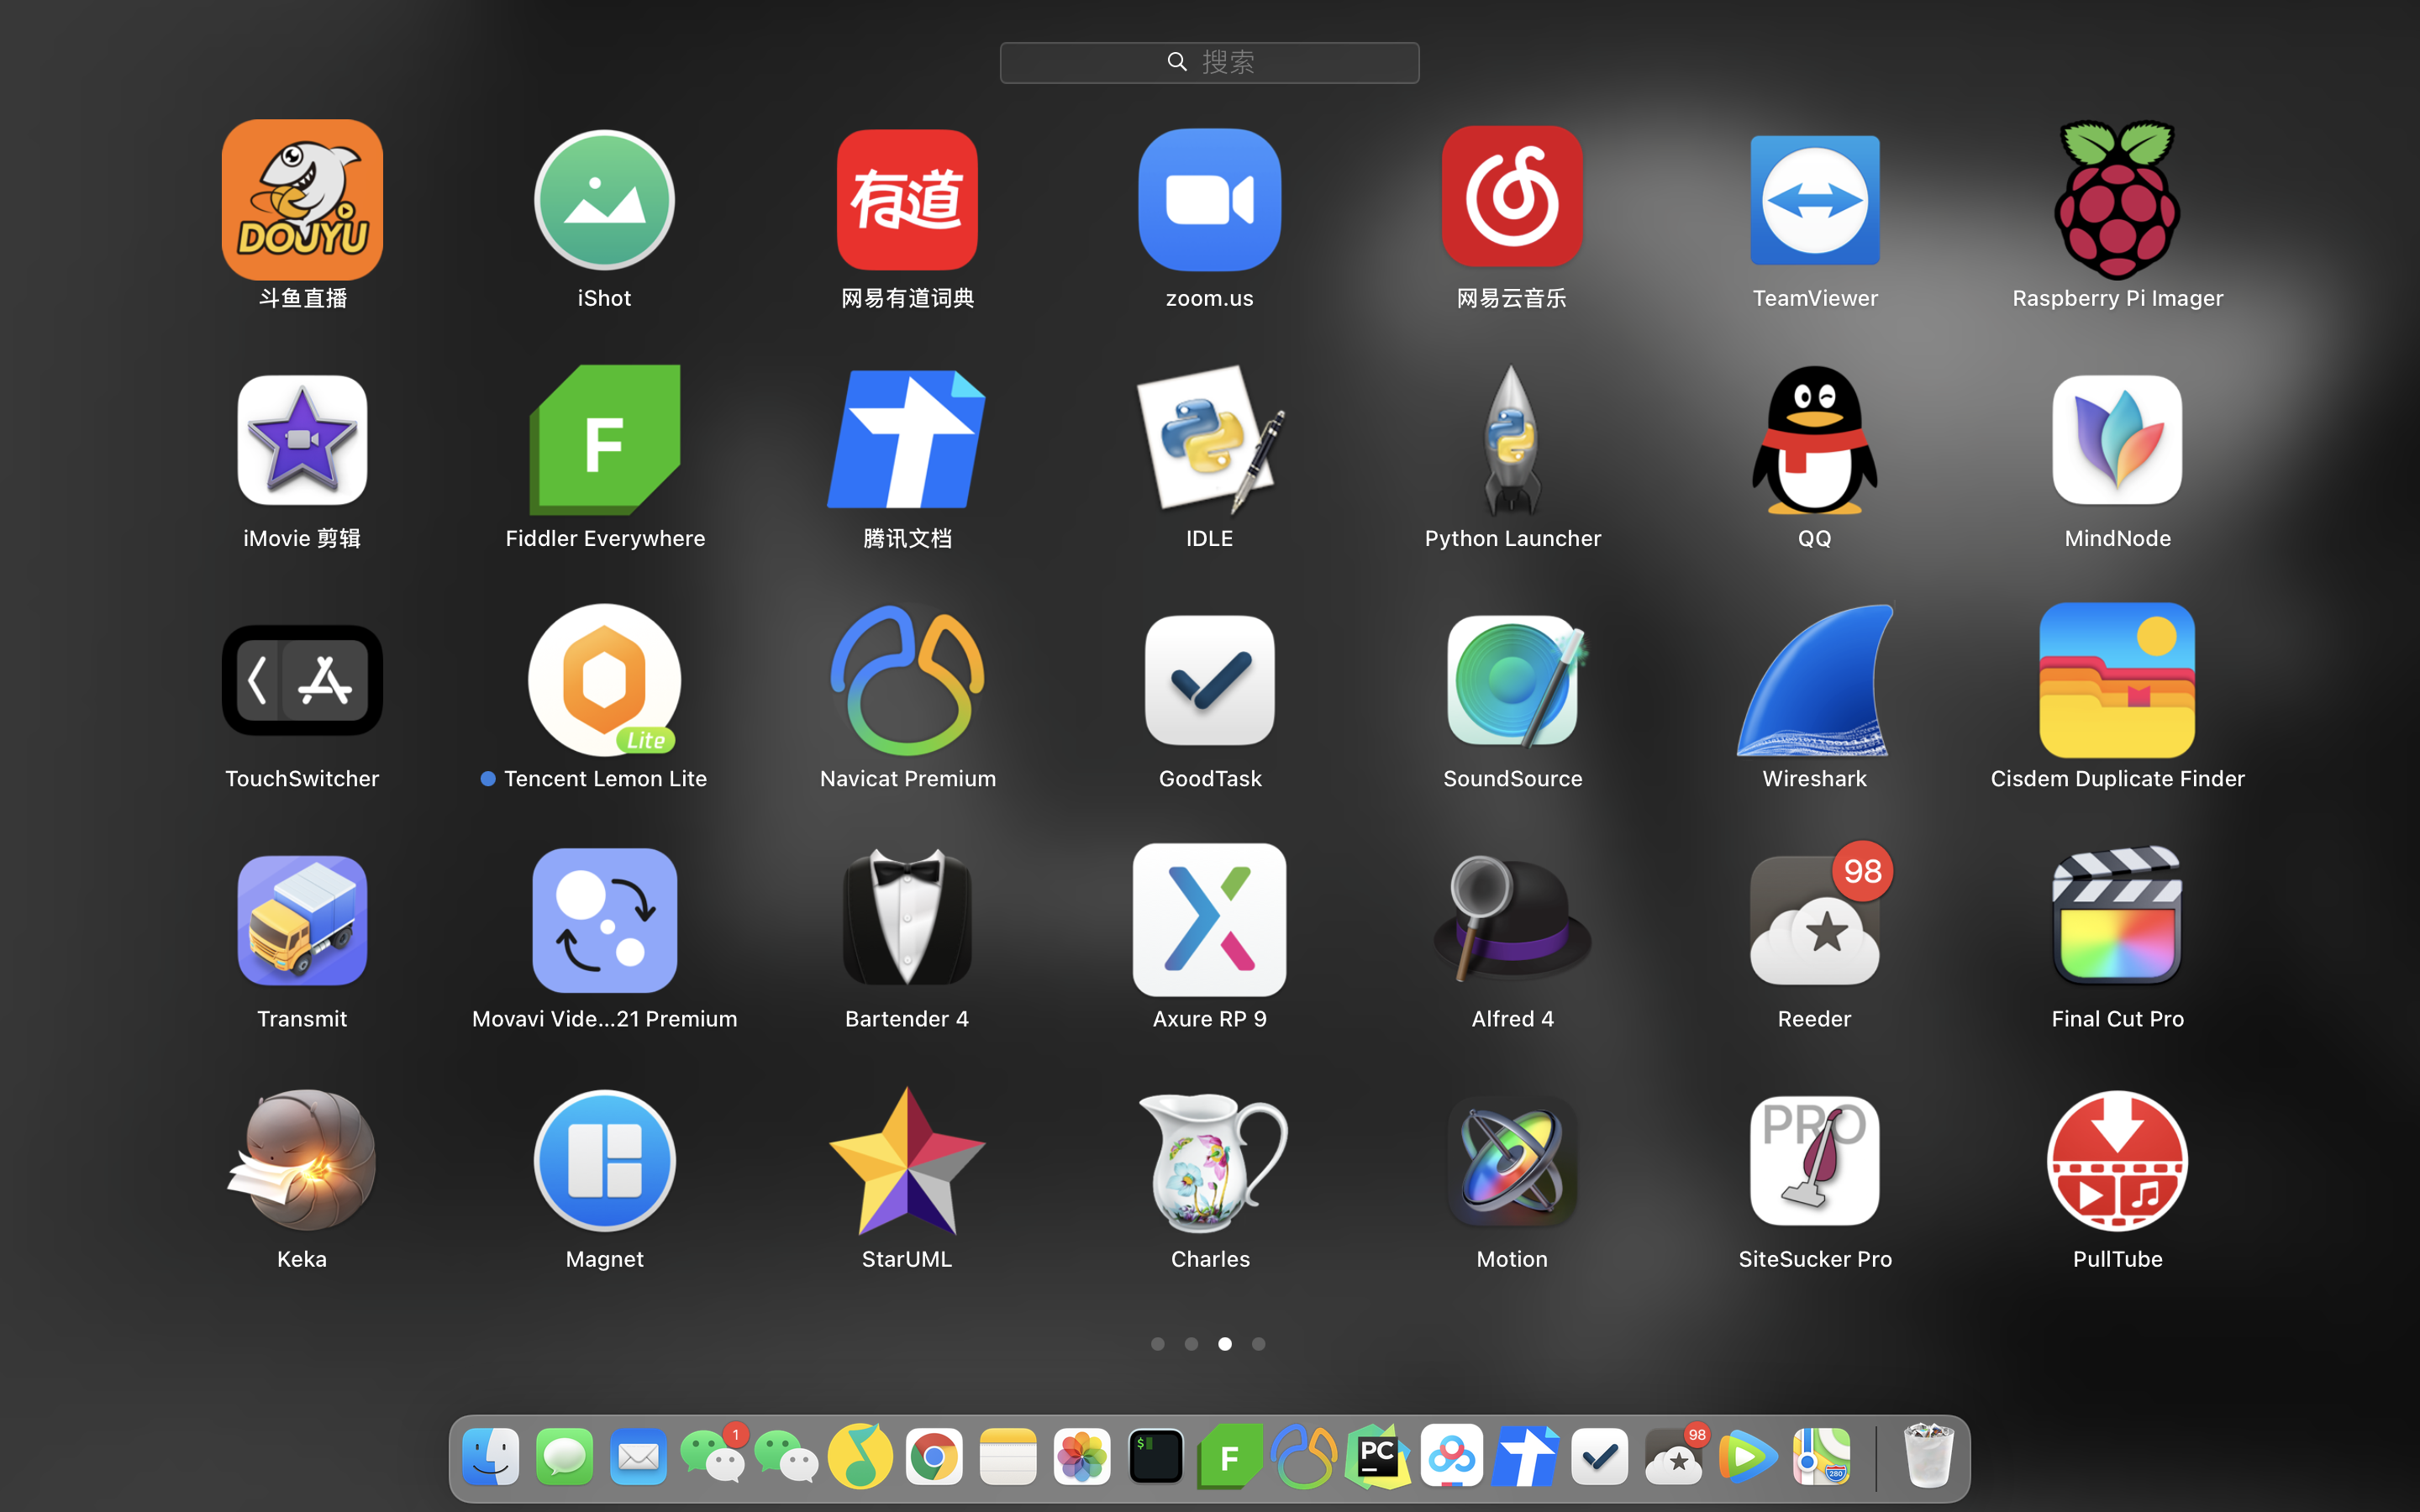 搜索
DOUYU
有道
斗鱼直播
iShot
网易有道词典
zoom.us
网易云音乐
TeamViewer
Raspberry Pi Imager
F
iMovie 剪辑
Fiddler Everywhere
腾讯文档
IDLE
Python Launcher
QQ
MindNode
Lite
TouchSwitcher
Tencent Lemon Lite
Navicat Premium
GoodTask
SoundSource
Wireshark
Cisdem Duplicate Finder
98
Transmit
Movavi Vide...21 Premium
Bartender 4
Axure RP 9
Alfred 4
Reeder
Final Cut Pro
PRO
Keka
Magnet
StarUML
Charles
Motion
SiteSucker Pro
PullTube
1
$
F
PC
98
280